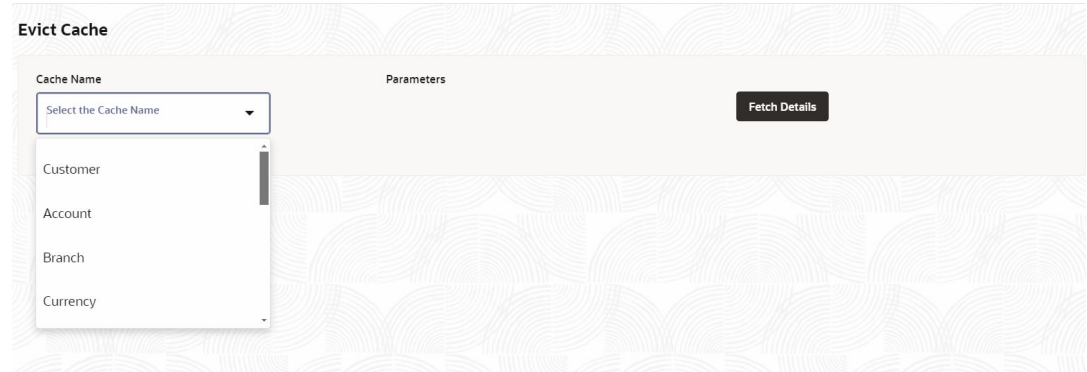 Evict Cache
Cache Name
Parameters
Select the Cache Name
Fetch Details
Customer
Account
Branch
Currency